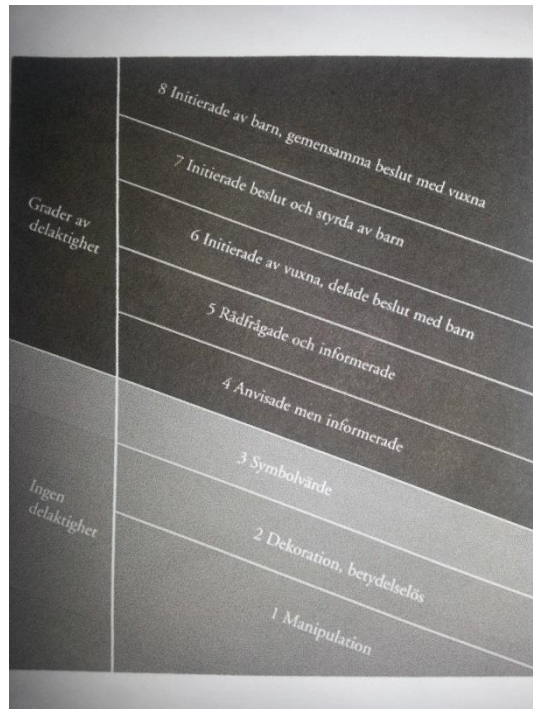 8 Initierade av barn, gemensamma beslut med vuxna
7 Initierade beslut och styrda av barn
Grader av
delaktighet
6 Initierade av vuxna, delade beslut med barn
5 Rådfrågade och informerade
4 Anvisade men informerade
3 Symbolvärde
Ingen
delaktighet
2 Dekoration, betydelselös
1 Manipulation